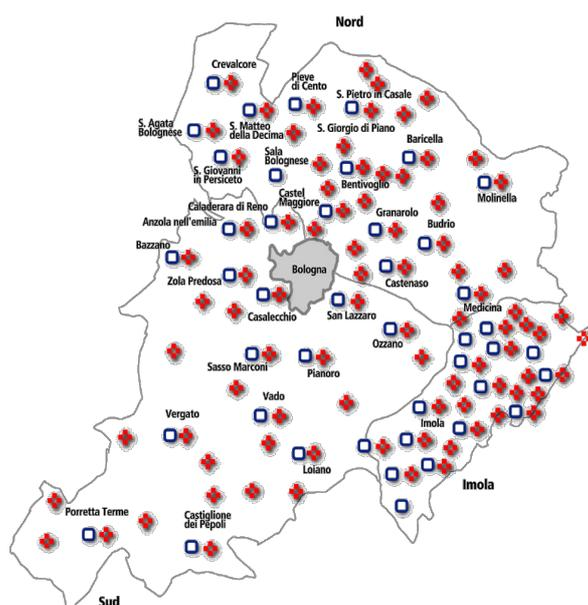 Nord
Crevalcore
Pieve
di Cento
S. Pietro in Casale
S. Agata
Bolognese
S. Matteo
della Decima
S. Giorgio di Piano
Baricella
S. Giovanni
in Persiceto
Sala
Bolognese
Bentivoglio
Molinella
Castel
Maggiore
Calderara di Reno
Anzola nell'emilia
Granarolo
Budrio
Bazzano
Bologna
Zola Predosa
Castenaso
Casalecchio
San Lazzaro
Medicina
Ozzano
Sasso Marconi
Pianoro
Vado
Vergato
Imola
Loiano
Imola
Porretta Terme
Castiglione
dei Pepoli
Sud